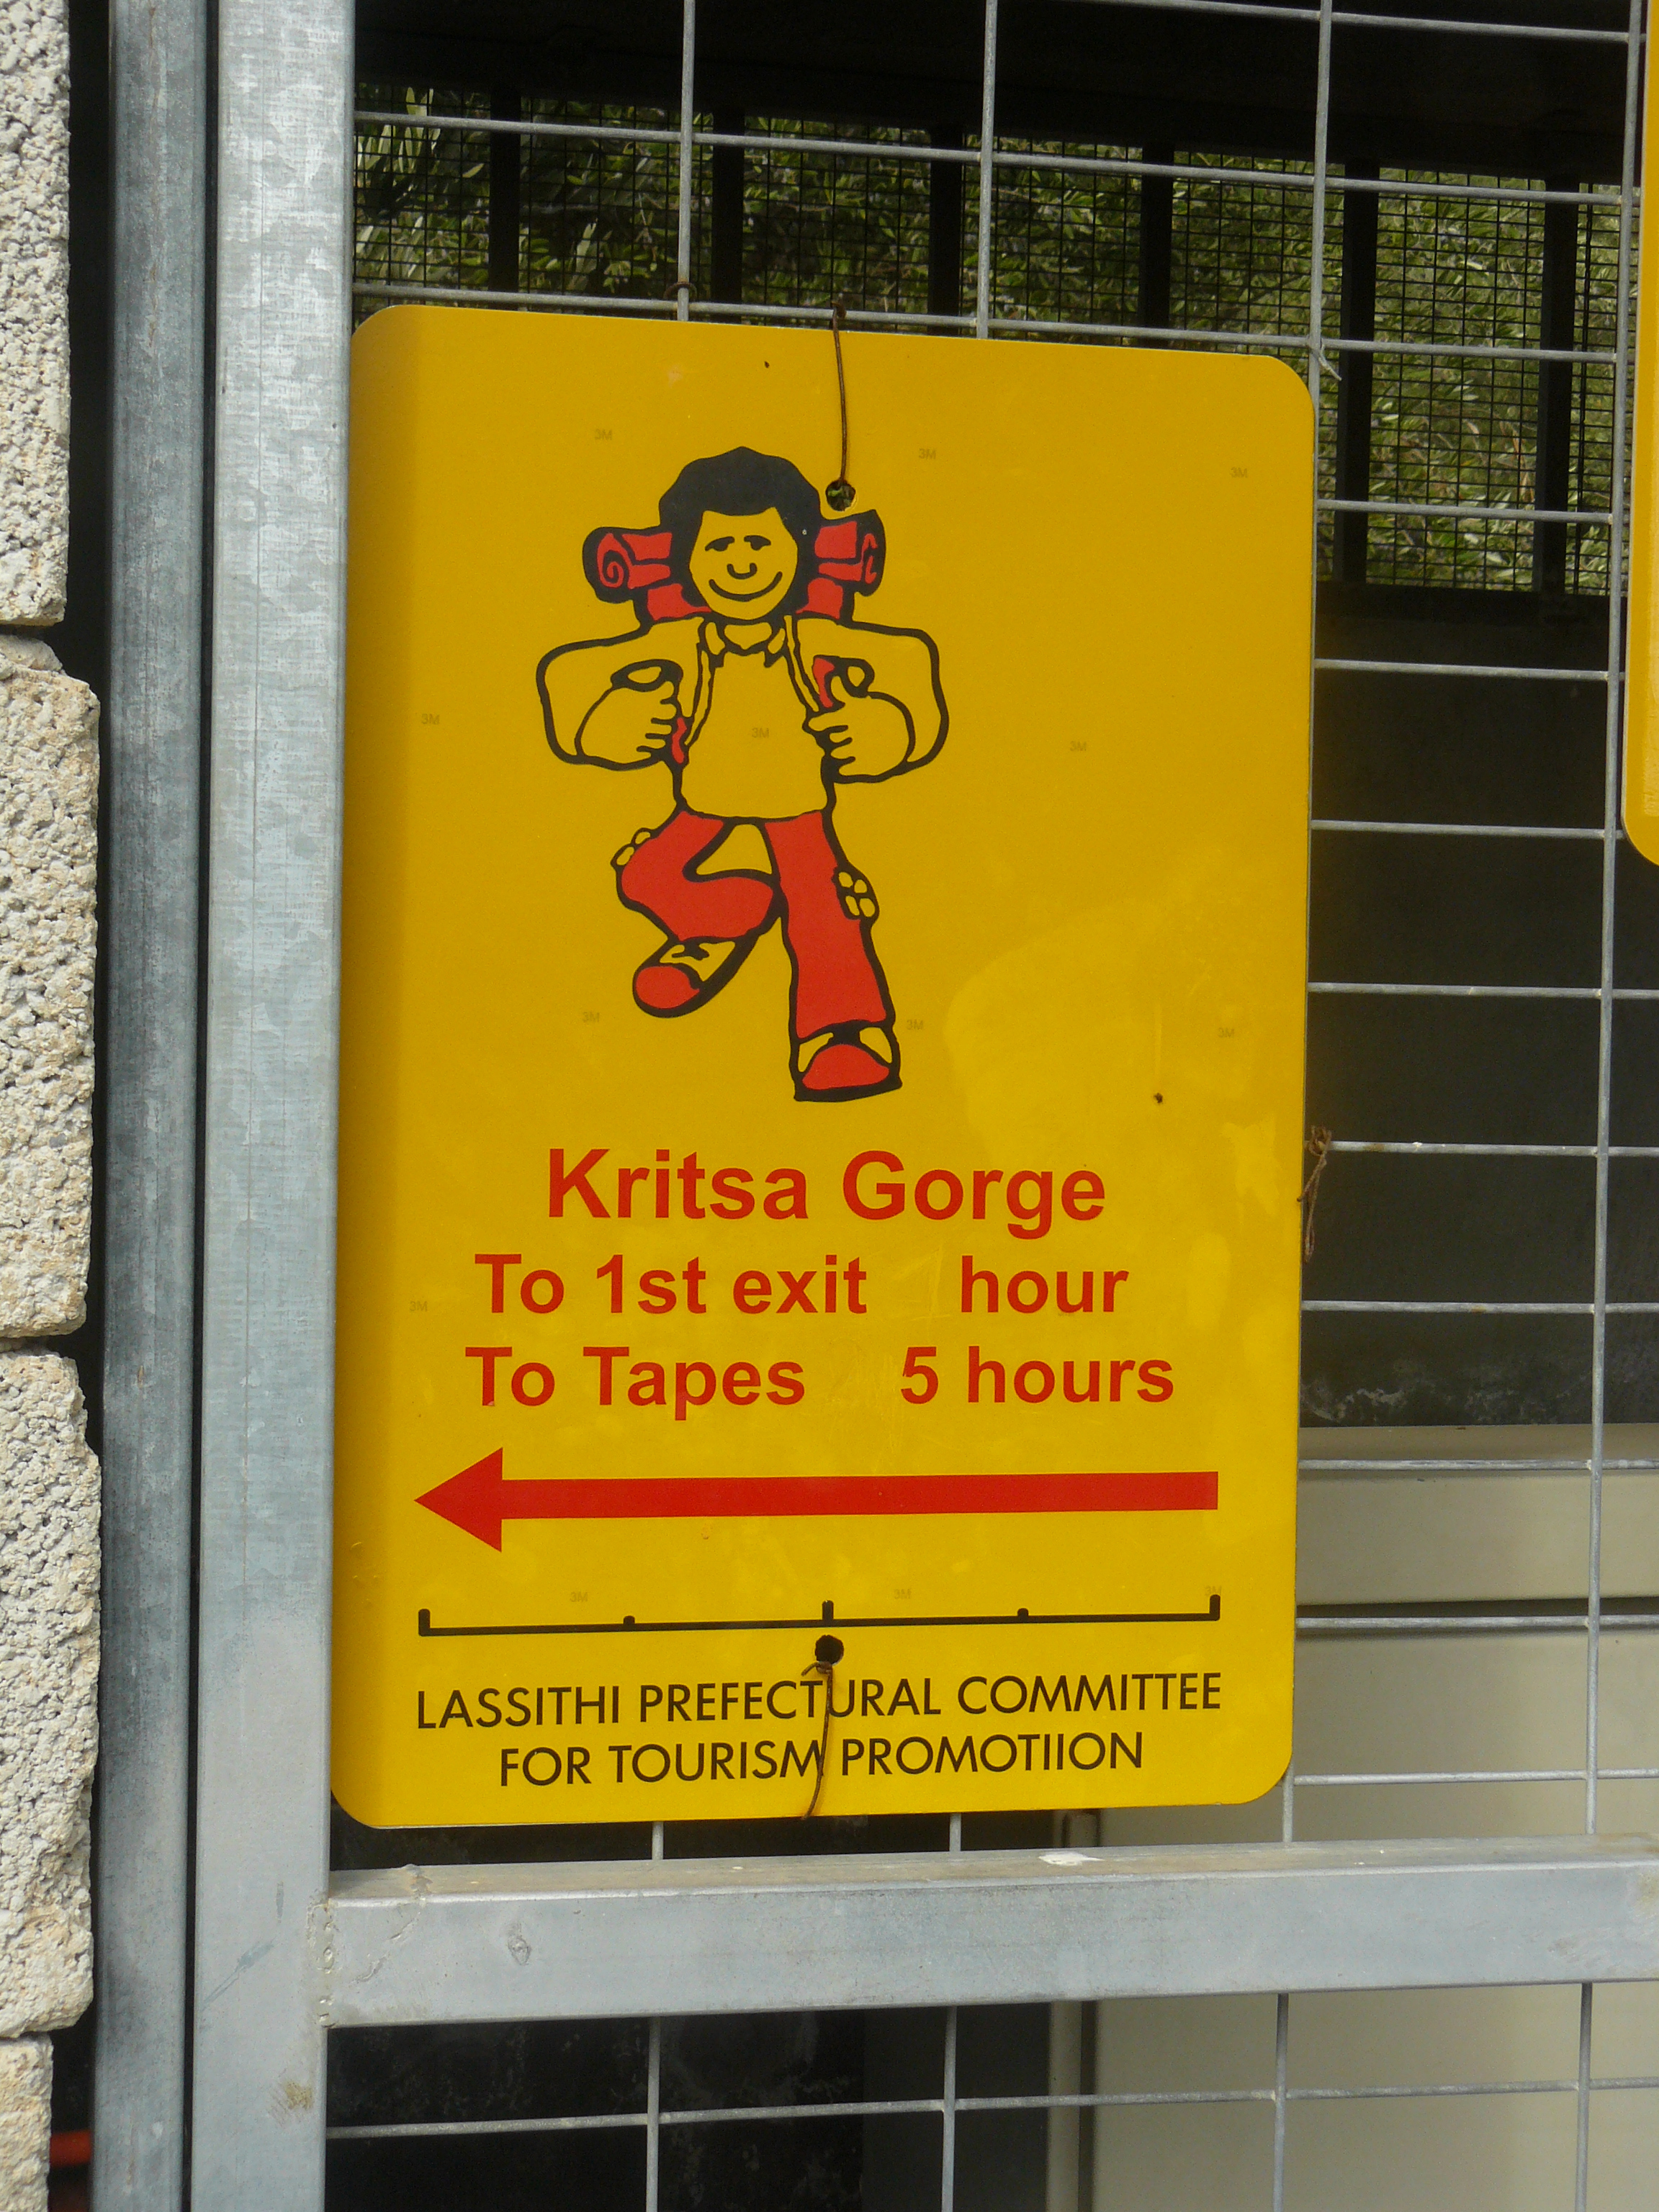 Kritsa Gorge
To 1st exit hour
To Tapes 5 hours
LASSITHI PREFECTURAL COMMITTEE
FOR TOURISM PROMOTIION